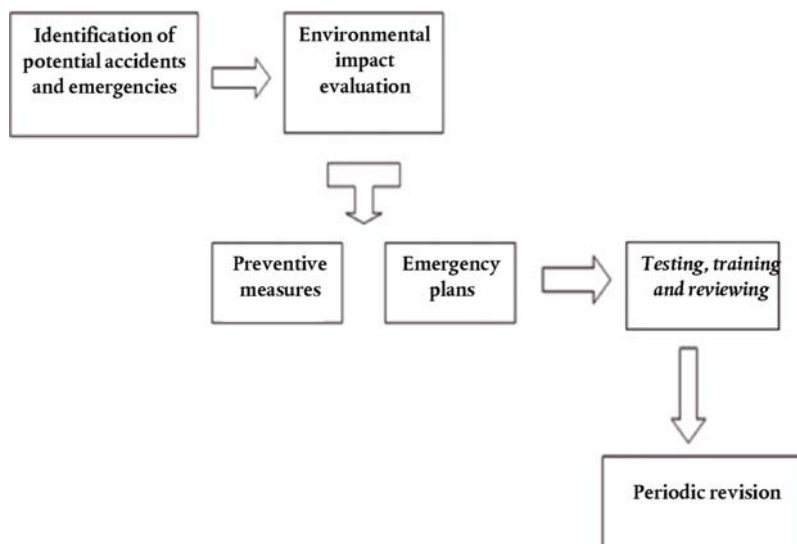 Identification of
potential accidents
and emergencies
Environmental
impact
evaluation
Preventive
measures
Emergency
plans
Testing, training
and reviewing
Periodic revision